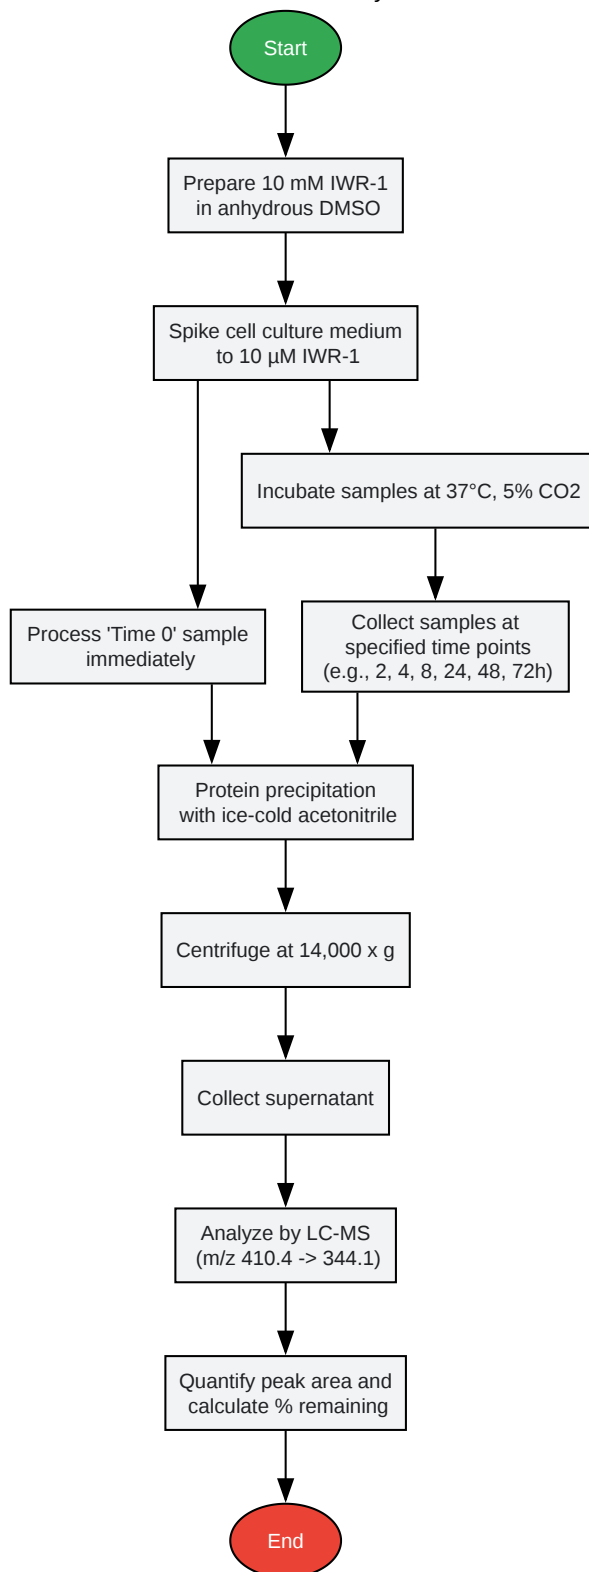 Start
Prepare 10 mM IWR-1
in anhydrous DMSO
Spike cell culture medium
to 10 µM IWR-1
Incubate samples at 37°C, 5% CO2
Process 'Time 0' sample
immediately
Collect samples at
specified time points
(e.g., 2, 4, 8, 24, 48, 72h)
Protein precipitation
with ice-cold acetonitrile
Centrifuge at 14,000 x g
Collect supernatant
Analyze by LC-MS
(m/z 410.4 -> 344.1)
Quantify peak area and
calculate % remaining
End